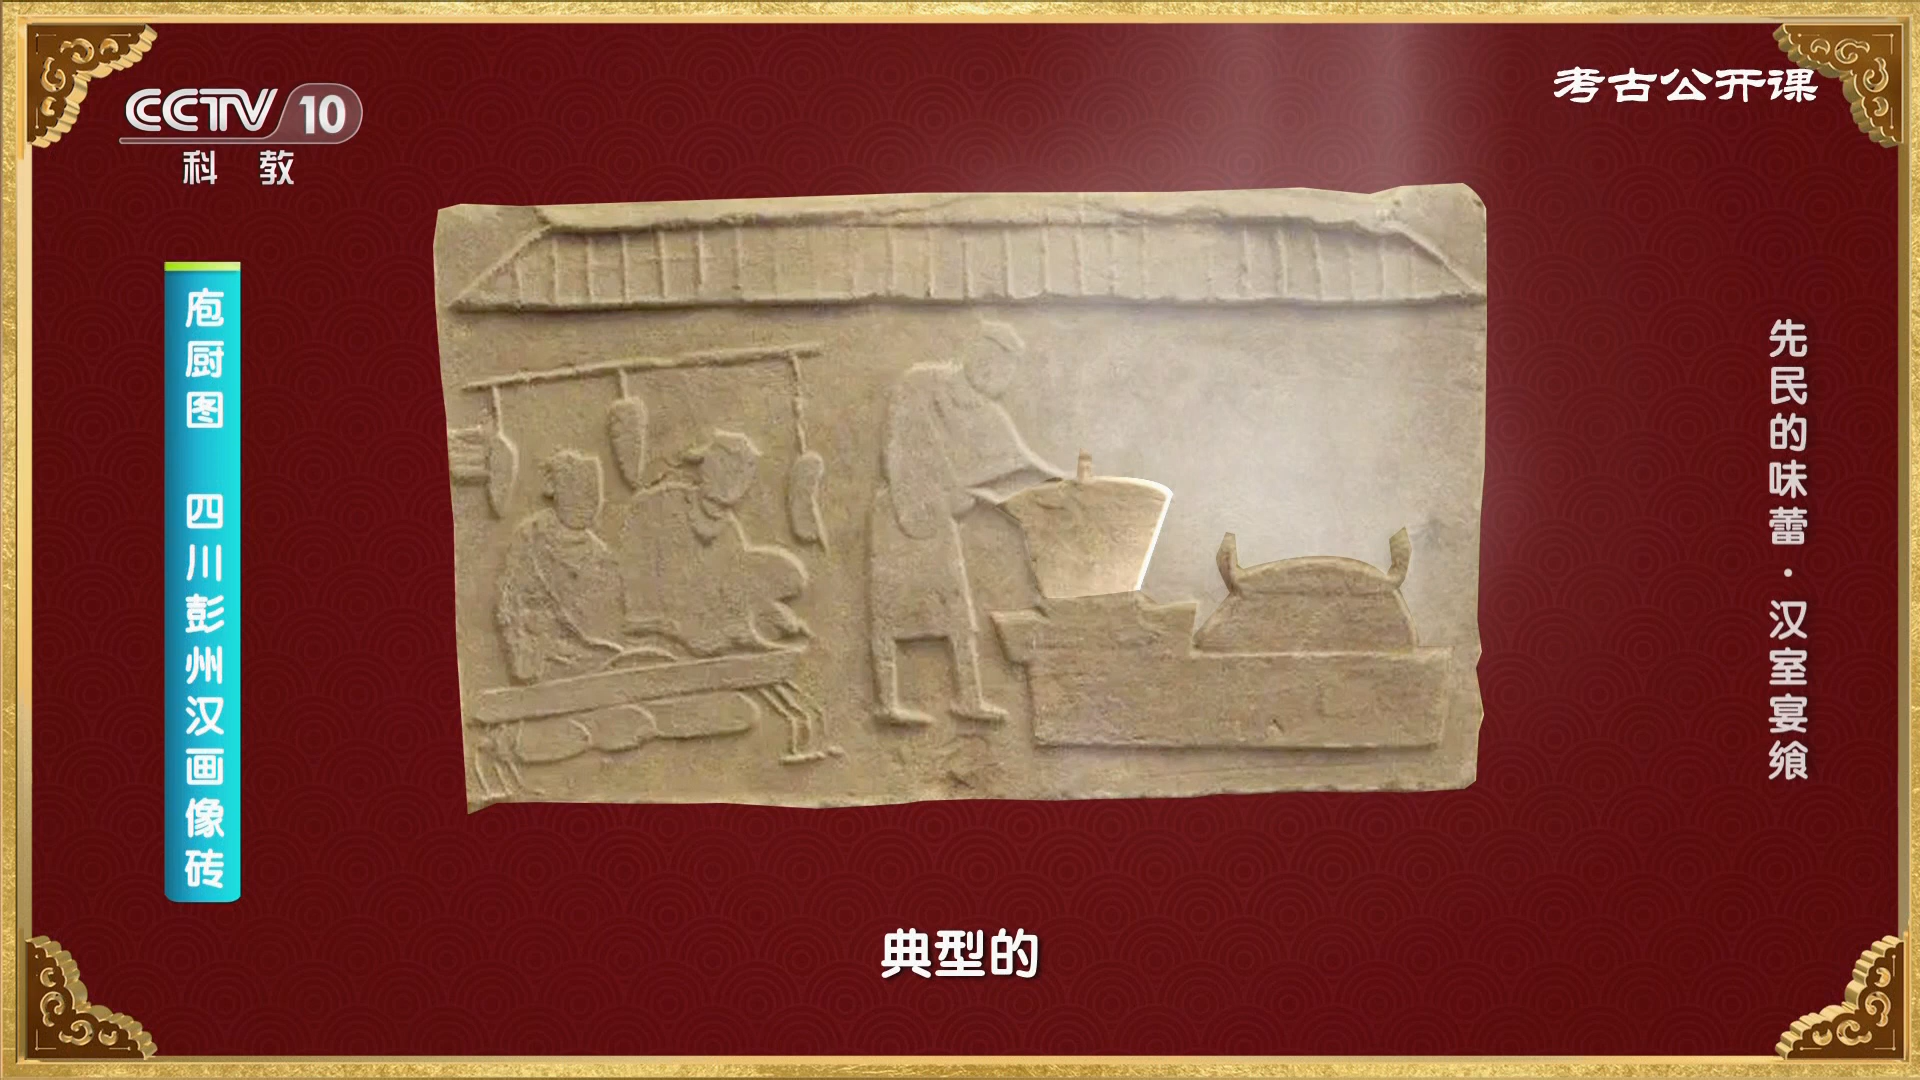 CCTV 10
科 教
考古公开课
庖厨图 四川彭州汉画像砖
先民的味蕾·汉室宴飨
典型的